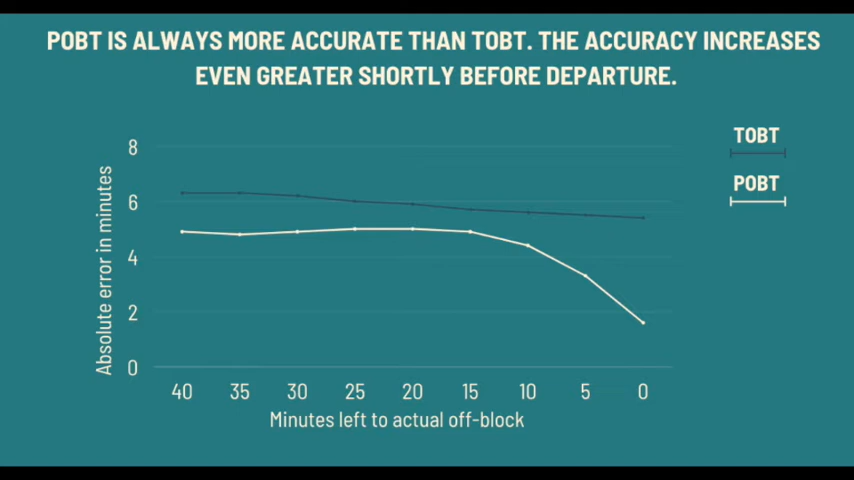 POBT IS ALWAYS MORE ACCURATE THAN TOBT. THE ACCURACY INCREASES
EVEN GREATER SHORTLY BEFORE DEPARTURE.
TOBT
POBT
Absolute error in minutes
8
6
4
2
0
40 35 30 25 20 15 10 5 0
Minutes left to actual off-block